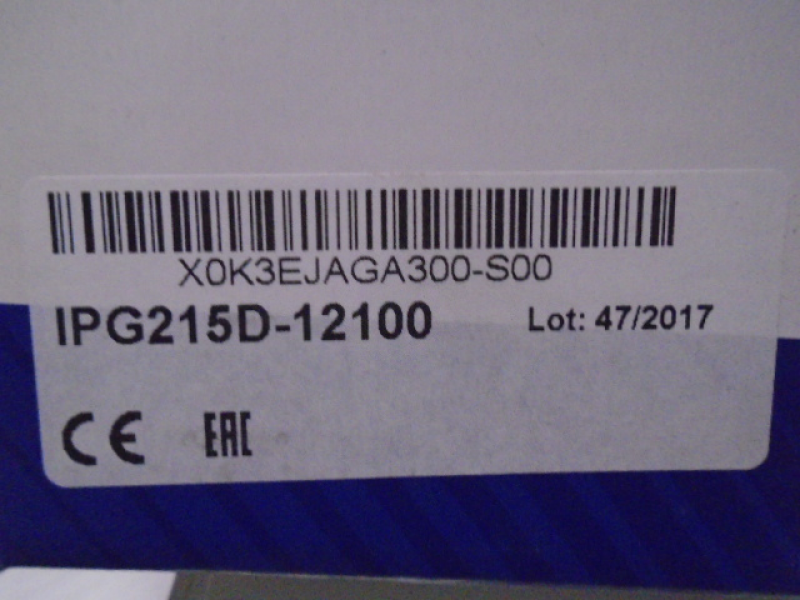 X0K3EJAGA300-S00
IPG215D-12100 Lot: 47/2017
CE EAC